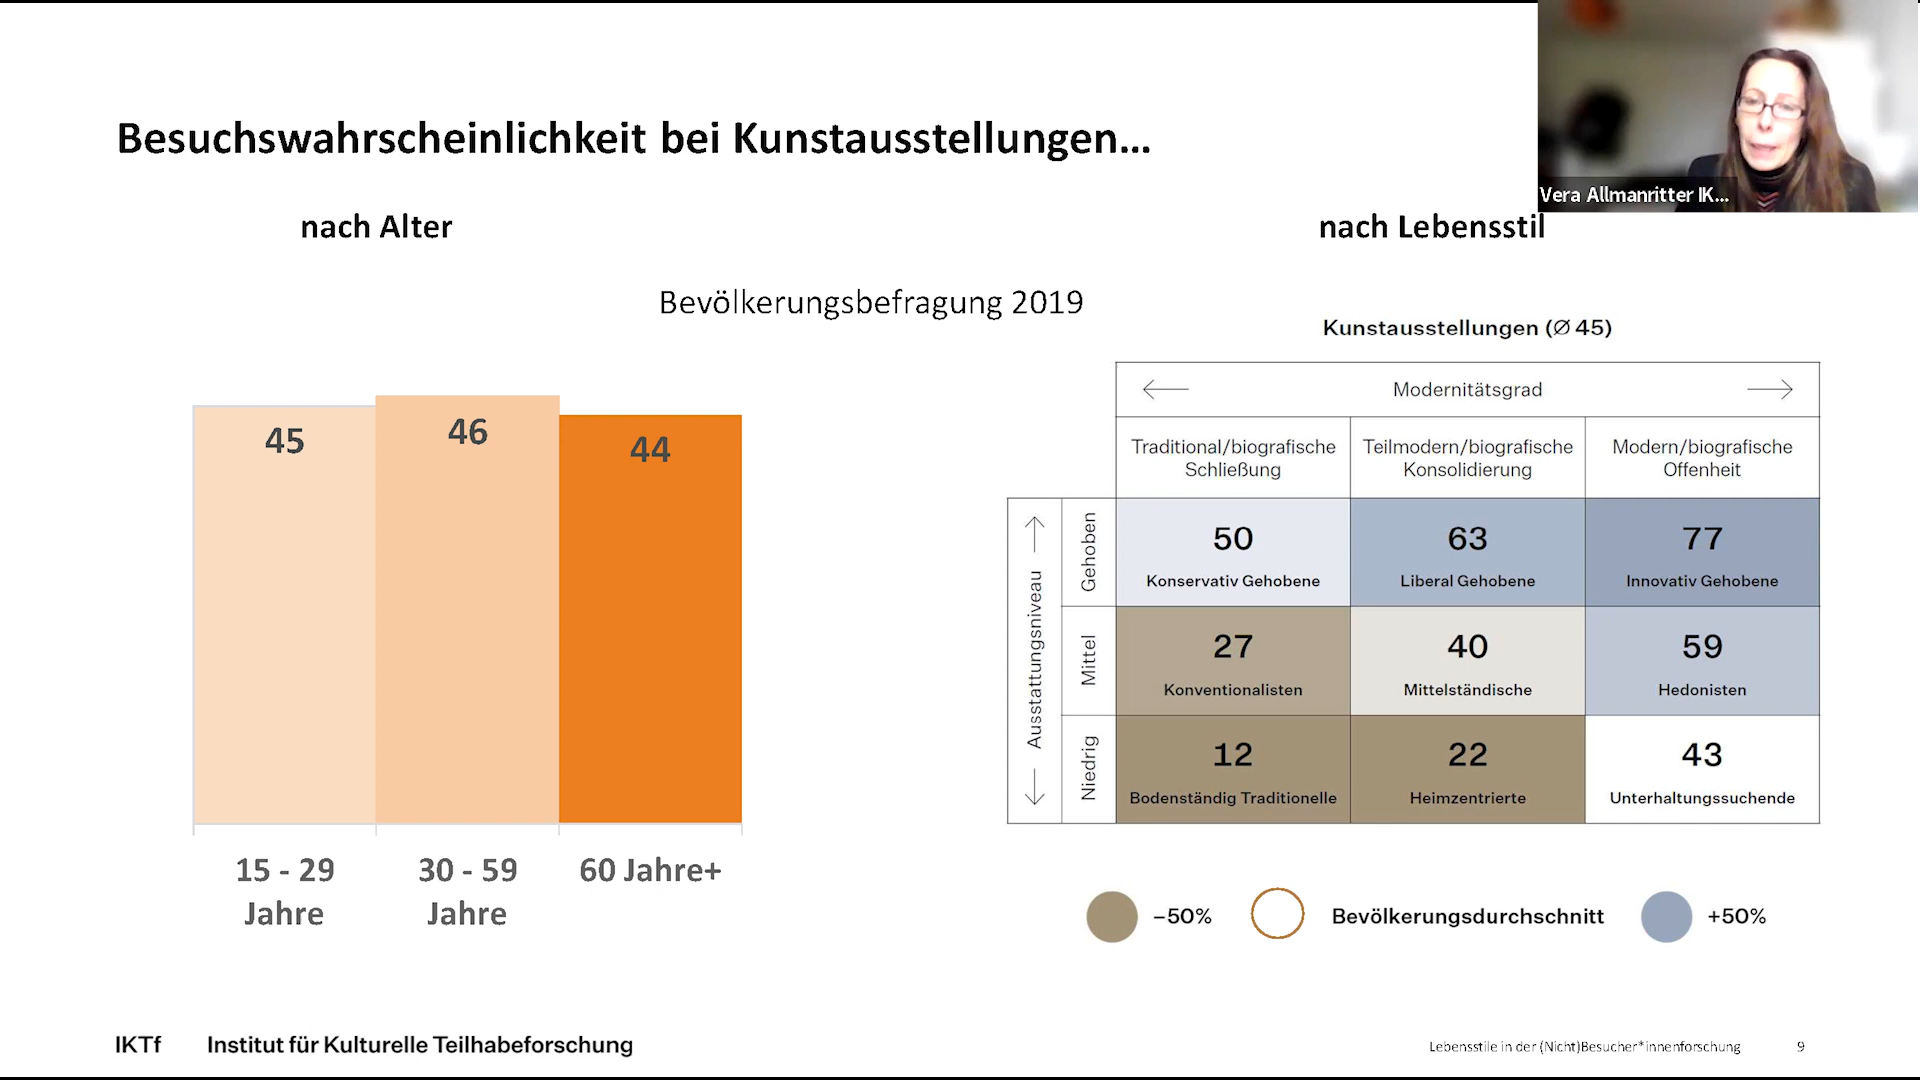 Besuchswahrscheinlichkeit bei Kunstausstellungen...
Vera Allmanritter IK...
nach Alter
nach Lebensstil
Bevölkerungsbefragung 2019
45
46
44
15 - 29
Jahre
30 - 59
Jahre
60 Jahre+
Kunstausstellungen (Ø 45)
Modernitätsgrad
Traditional/biografische
Schließung
Teilmodern/biografische
Konsolidierung
Modern/biografische
Offenheit
Ausstattungsniveau
Gehoben
50
Konservativ Gehobene
63
Liberal Gehobene
77
Innovativ Gehobene
Mittel
27
Konventionalisten
40
Mittelständische
59
Hedonisten
Niedrig
12
Bodenständig Traditionelle
22
Heimzentrierte
43
Unterhaltungssuchende
–50%
Bevölkerungsdurchschnitt
+50%
IKTf Institut für Kulturelle Teilhabeforschung
Lebensstile in der (Nicht)Besucher*innenforschung
9